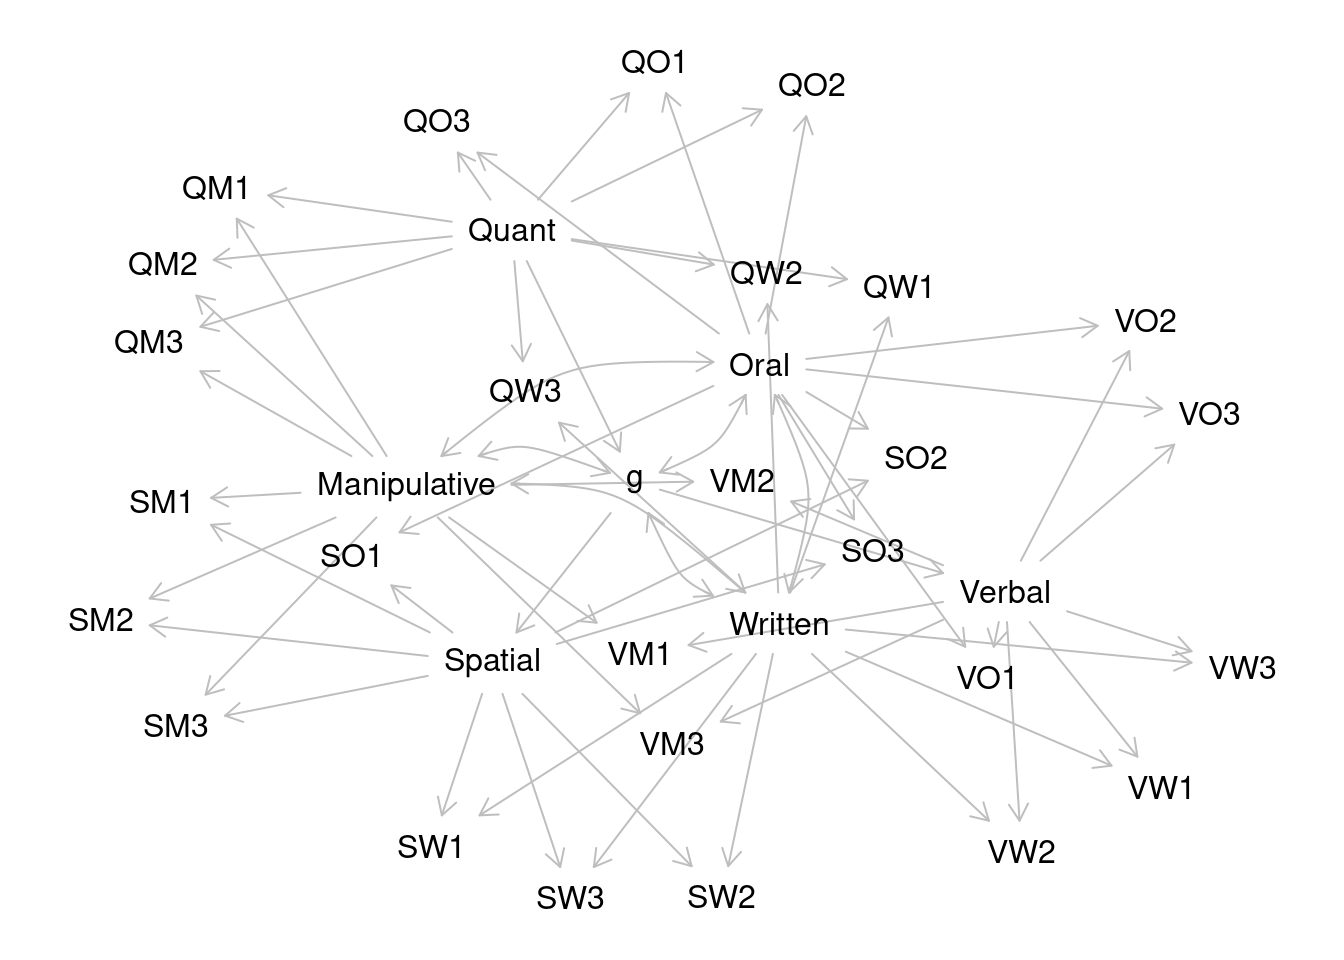 QO1
QO2
QO3
QM1
Quant
QM2
QW2
QW1
VO2
QM3
Oral
QW3
VO3
SO2
g
VM2
Manipulative
SM1
SO3
SO1
Verbal
SM2
Written
VM1
Spatial
VW3
VO1
SM3
VM3
VW1
SW1
VW2
SW3
SW2